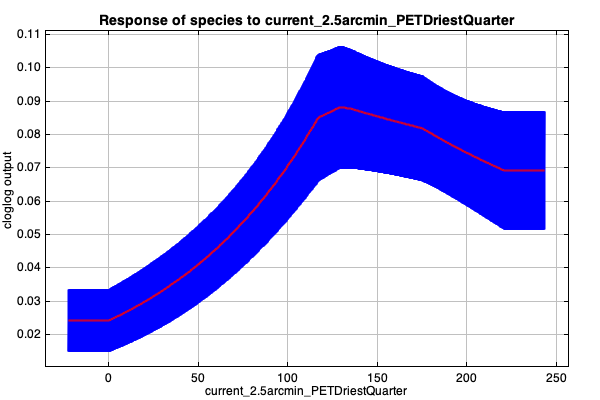 Response of species to current_2.5arcmin_PETDriestQuarter
cloglog output
0.11
0.10
0.09
0.08
0.07
0.06
0.05
0.04
0.03
0.02
0 50 100 150 200 250
current_2.5arcmin_PETDriestQuarter